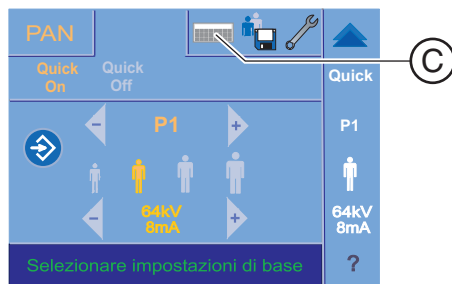 PAN
C
Quick On
Quick Off
Quick
- P1 +
P1
64kV
8mA
- +
64kV
8mA
Selezionare impostazioni di base
?